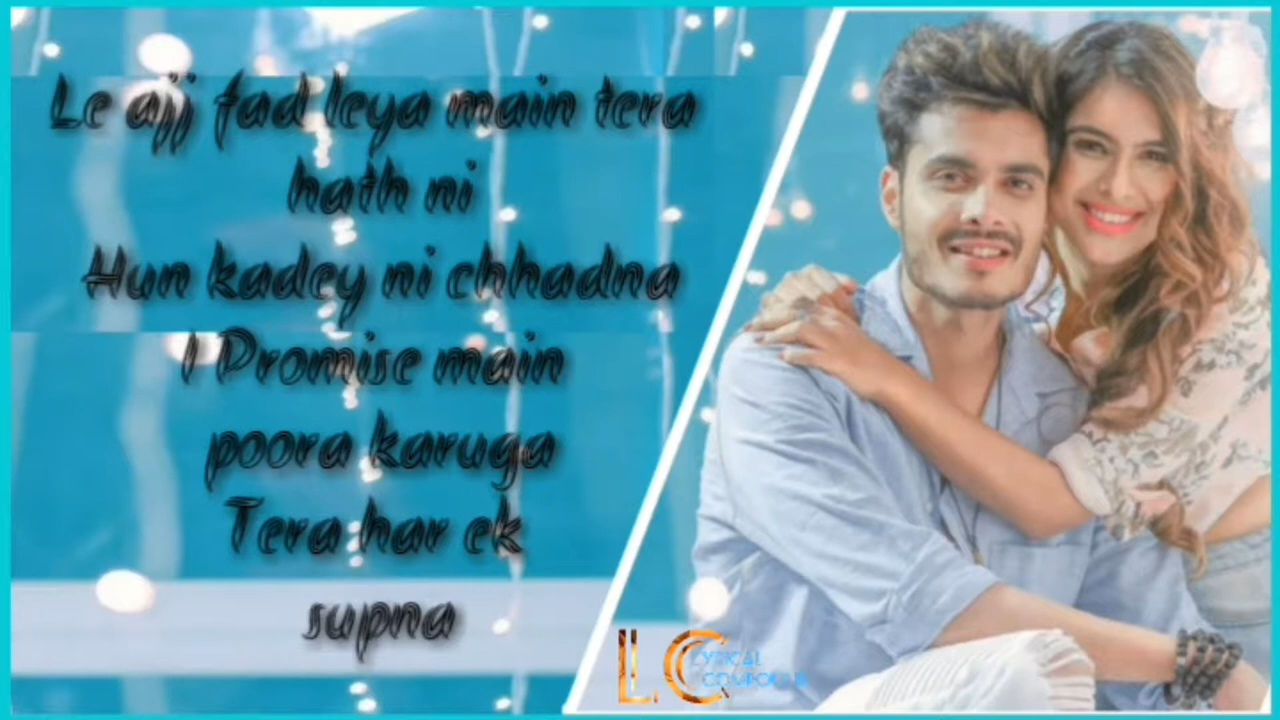 Le ajj fad leya main tera
hath ni
Hun kadey ni chhadna
I Promise main
poora karuga
Tera har ek
supna
LC
LYRICAL